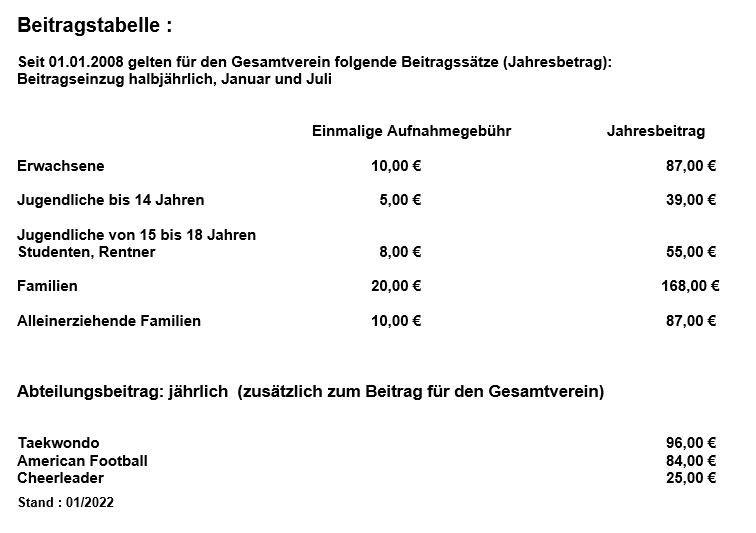 Beitragstabelle :
Seit 01.01.2008 gelten für den Gesamtverein folgende Beitragssätze (Jahresbetrag):
Beitragseinzug halbjährlich, Januar und Juli
Einmalige Aufnahmegebühr Jahresbeitrag
Erwachsene 10,00 € 87,00 €
Jugendliche bis 14 Jahren 5,00 € 39,00 €
Jugendliche von 15 bis 18 Jahren
Studenten, Rentner 8,00 € 55,00 €
Familien 20,00 € 168,00 €
Alleinerziehende Familien 10,00 € 87,00 €
Abteilungsbeitrag: jährlich (zusätzlich zum Beitrag für den Gesamtverein)
Taekwondo 96,00 €
American Football 84,00 €
Cheerleader 25,00 €
Stand : 01/2022